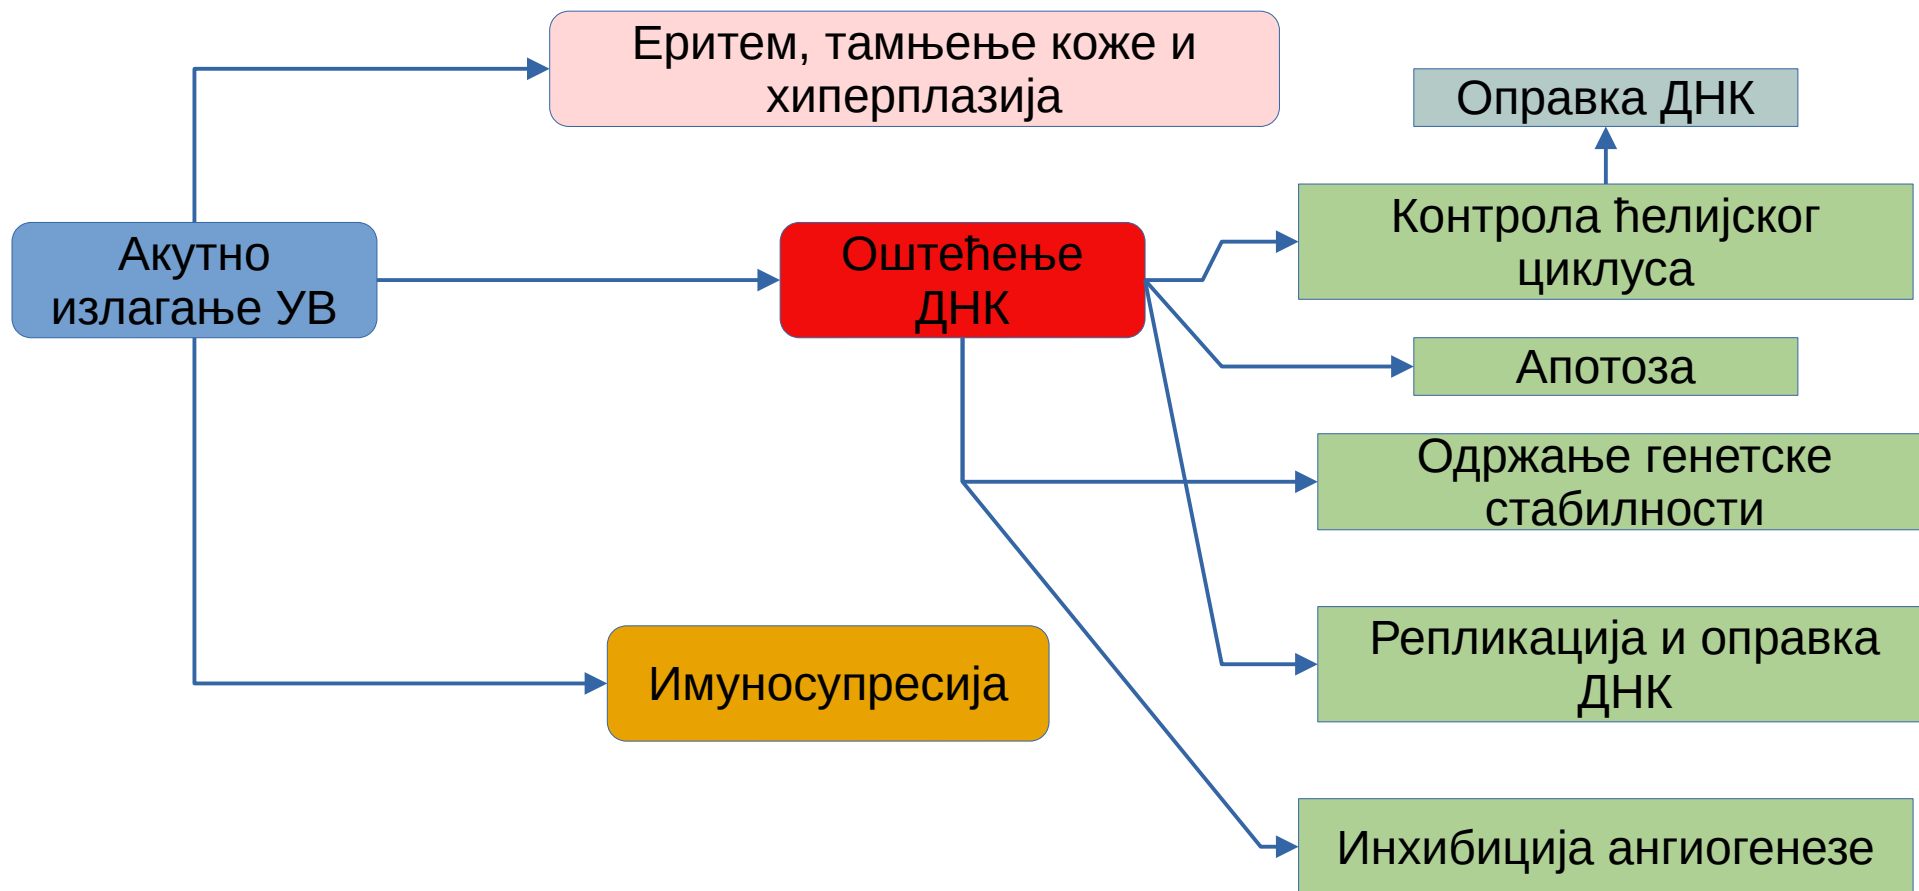 Еритем, тамњење коже и
хиперплазија
Оправка ДНК
Контрола ћелијског
циклуса
Акутно
излагање УВ
Оштећење
ДНК
Апотоза
Одржање генетске
стабилности
Репликација и оправка
ДНК
Имуносупресија
Инхибиција ангиогенезе